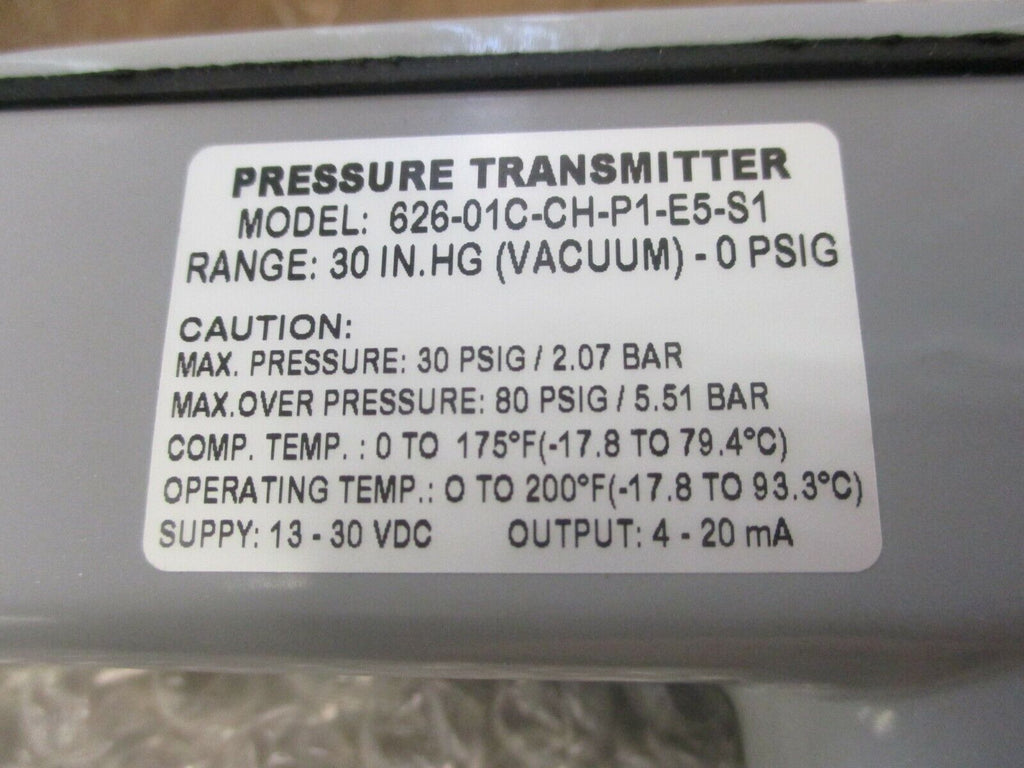 PRESSURE TRANSMITTER
MODEL: 626-01C-CH-P1-E5-S1
RANGE: 30 IN.HG (VACUUM) - 0 PSIG
CAUTION:
MAX. PRESSURE: 30 PSIG / 2.07 BAR
MAX.OVER PRESSURE: 80 PSIG / 5.51 BAR
COMP. TEMP. : 0 TO 175°F(-17.8 TO 79.4°C)
OPERATING TEMP.: O TO 200°F(-17.8 TO 93.3°C)
SUPPY: 13 - 30 VDC OUTPUT: 4 - 20 mA